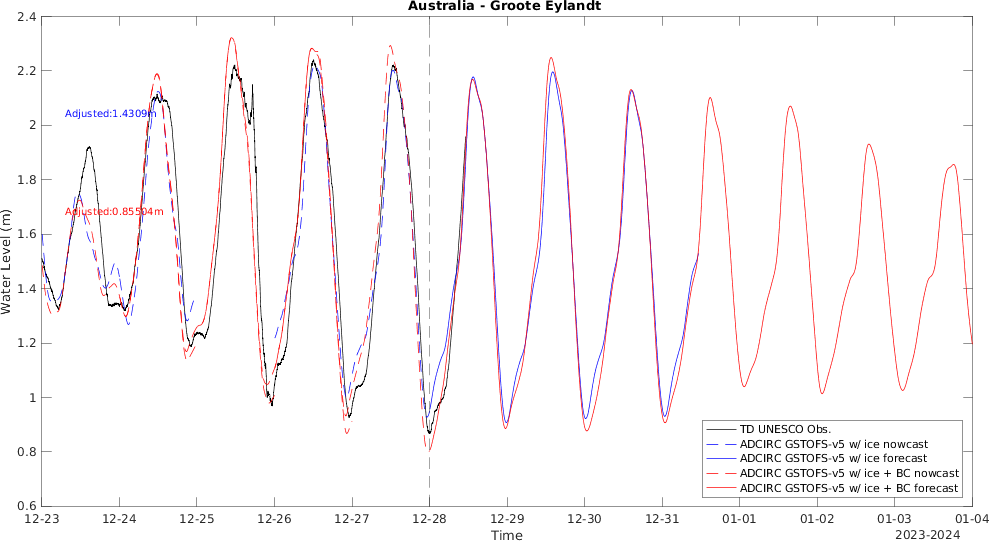 Australia - Groote Eylandt
Water Level (m)
2.4
2.2
2
1.8
1.6
1.4
1.2
1
0.8
0.6
Adjusted:1.4309m
Adjusted:0.85504m
TD UNESCO Obs.
ADCIRC GSTOFS-v5 w/ ice nowcast
ADCIRC GSTOFS-v5 w/ ice forecast
ADCIRC GSTOFS-v5 w/ ice + BC nowcast
ADCIRC GSTOFS-v5 w/ ice + BC forecast
12-23 12-24 12-25 12-26 12-27 12-28 12-29 12-30 12-31 01-01 01-02 01-03 01-04
Time
2023-2024